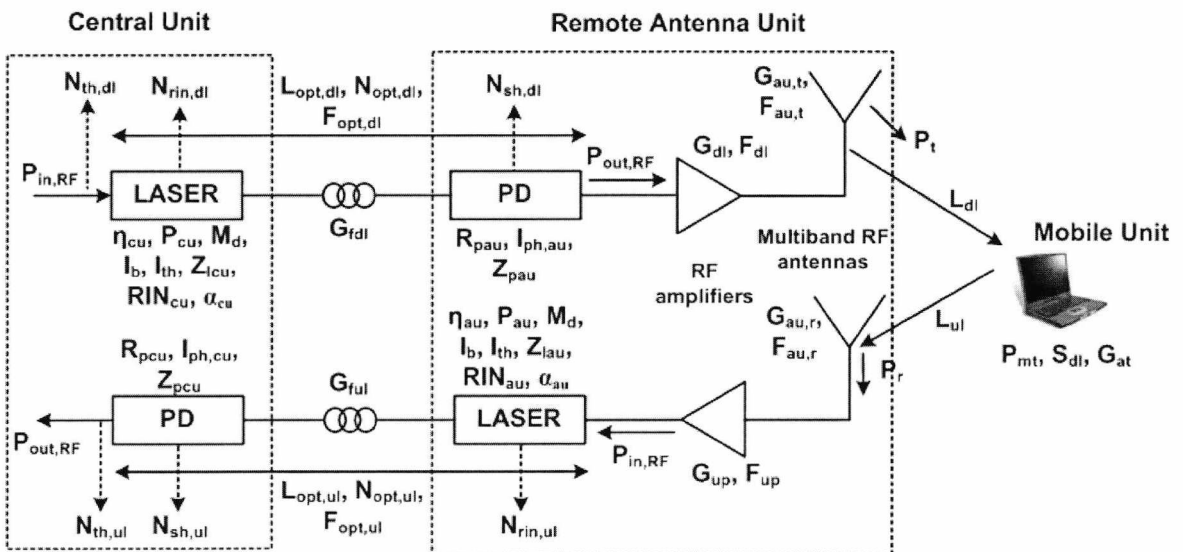 Central Unit
Remote Antenna Unit
N_th,dl
N_rin,dl
L_opt,dl, N_opt,dl,
F_opt,dl
N_sh,dl
G_au,t,
F_au,t
P_t
P_in,RF
LASER
G_fdl
PD
P_out,RF
G_dl, F_dl
L_dl
η_cu, P_cu, M_d,
I_b, I_th, Z_lcu,
RIN_cu, α_cu
R_pau, I_ph,au,
Z_pau
RF
amplifiers
Multiband RF
antennas
Mobile Unit
P_mt, S_dl, G_at
L_ul
G_au,r,
F_au,r
P_r
R_pcu, I_ph,cu,
Z_pcu
G_ful
η_au, P_au, M_d,
I_b, I_th, Z_lau,
RIN_au, α_au
PD
LASER
P_out,RF
P_in,RF
G_up, F_up
N_th,ul
N_sh,ul
L_opt,ul, N_opt,ul,
F_opt,ul
N_rin,ul